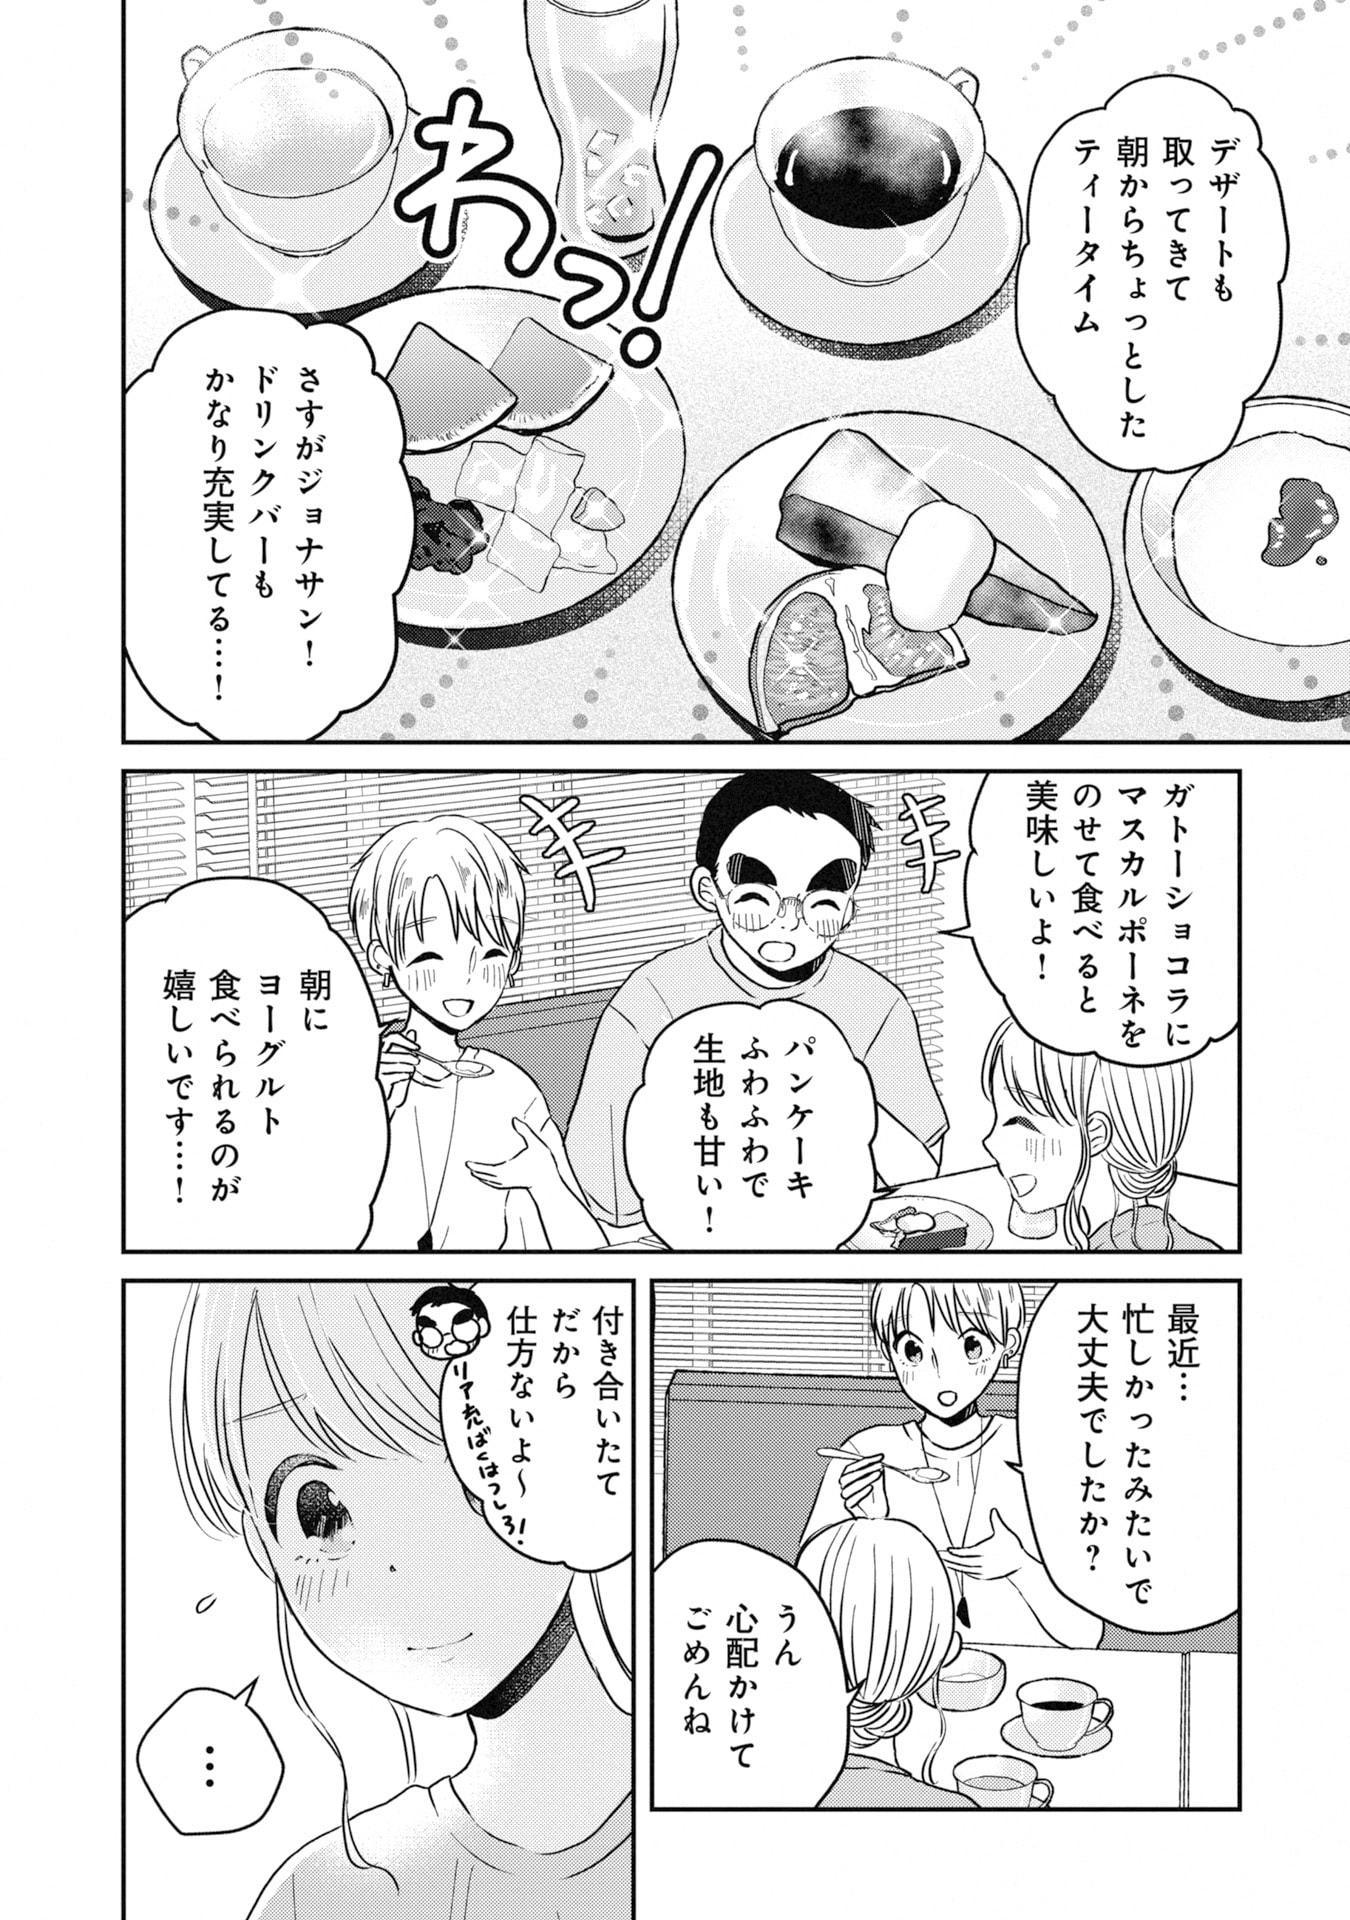 デザートも
取ってきて
朝からちょっとした
ティータイム
わっ!
さすがジョナサン!
ドリンクバーも
かなり充実してる…!
ガトーショコラに
マスカルポーネを
のせて食べると
美味しいよ!
パンケーキ
ふわふわで
生地も甘い!
朝に
ヨーグルト
食べられるのが
嬉しいです…!
最近…
忙しかったみたいで
大丈夫でしたか?
うん
心配かけて
ごめんね
付き合いたて
だから
仕方ないよ〜
リア充ばくはつしろ!
…